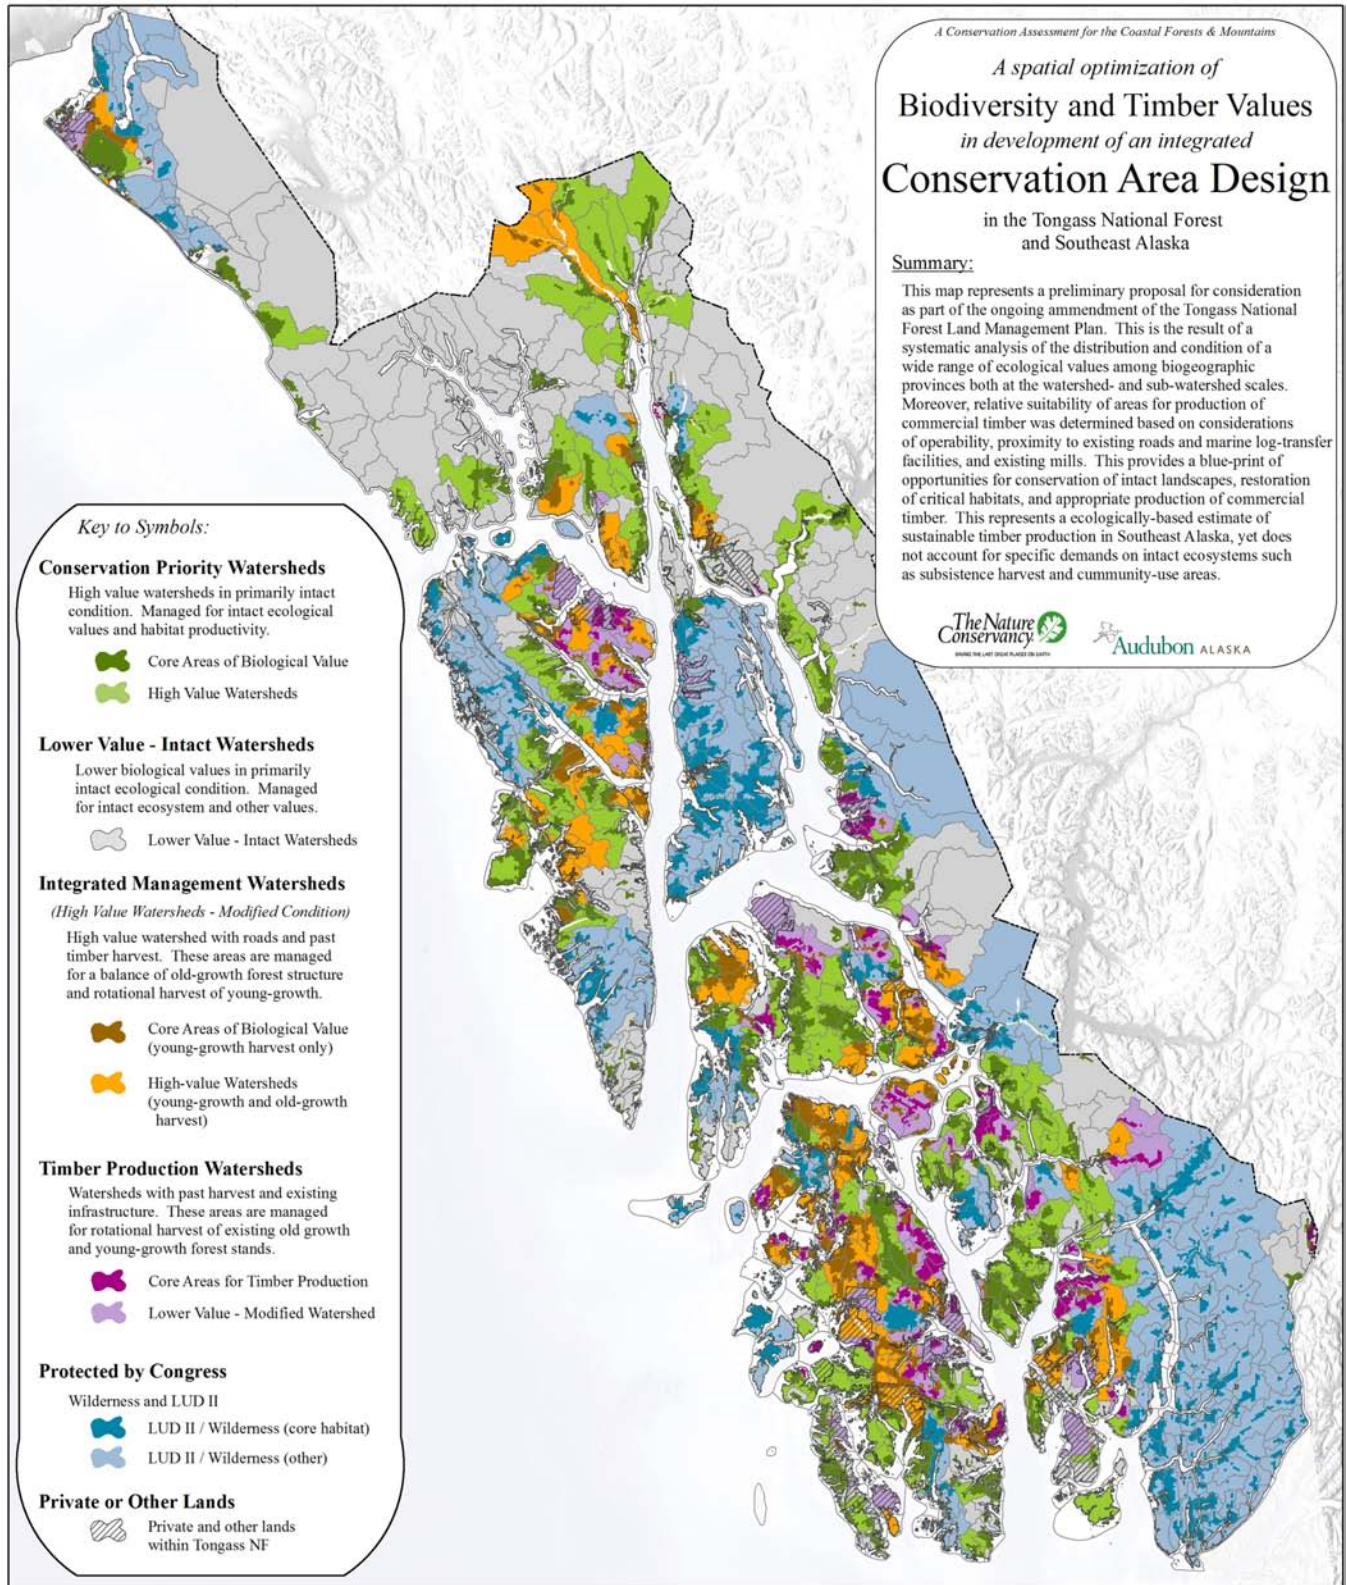 A Conservation Assessment for the Coastal Forests & Mountains
A spatial optimization of
Biodiversity and Timber Values
in development of an integrated
Conservation Area Design
in the Tongass National Forest
and Southeast Alaska
Summary:
This map represents a preliminary proposal for consideration
as part of the ongoing ammendment of the Tongass National
Forest Land Management Plan. This is the result of a
systematic analysis of the distribution and condition of a
wide range of ecological values among biogeographic
provinces both at the watershed- and sub-watershed scales.
Moreover, relative suitability of areas for production of
commercial timber was determined based on considerations
of operability, proximity to existing roads and marine log-transfer
facilities, and existing mills. This provides a blue-print of
opportunities for conservation of intact landscapes, restoration
of critical habitats, and appropriate production of commercial
timber. This represents a ecologically-based estimate of
sustainable timber production in Southeast Alaska, yet does
not account for specific demands on intact ecosystems such
as subsistence harvest and cummunity-use areas.
The Nature
Conservancy
SAVING THE LAST GREAT PLACES ON EARTH
Audubon ALASKA
Key to Symbols:
Conservation Priority Watersheds
High value watersheds in primarily intact
condition. Managed for intact ecological
values and habitat productivity.
Core Areas of Biological Value
High Value Watersheds
Lower Value - Intact Watersheds
Lower biological values in primarily
intact ecological condition. Managed
for intact ecosystem and other values.
Lower Value - Intact Watersheds
Integrated Management Watersheds
(High Value Watersheds - Modified Condition)
High value watershed with roads and past
timber harvest. These areas are managed
for a balance of old-growth forest structure
and rotational harvest of young-growth.
Core Areas of Biological Value
(young-growth harvest only)
High-value Watersheds
(young-growth and old-growth
harvest)
Timber Production Watersheds
Watersheds with past harvest and existing
infrastructure. These areas are managed
for rotational harvest of existing old growth
and young-growth forest stands.
Core Areas for Timber Production
Lower Value - Modified Watershed
Protected by Congress
Wilderness and LUD II
LUD II / Wilderness (core habitat)
LUD II / Wilderness (other)
Private or Other Lands
Private and other lands
within Tongass NF